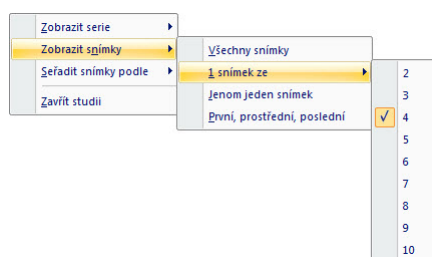 Zobrazit serie
Zobrazit snímky
Seřadit snímky podle
Zavřít studii
Všechny snímky
1 snímek ze
Jenom jeden snímek
První, prostřední, poslední
2
3
4
5
6
7
8
9
10